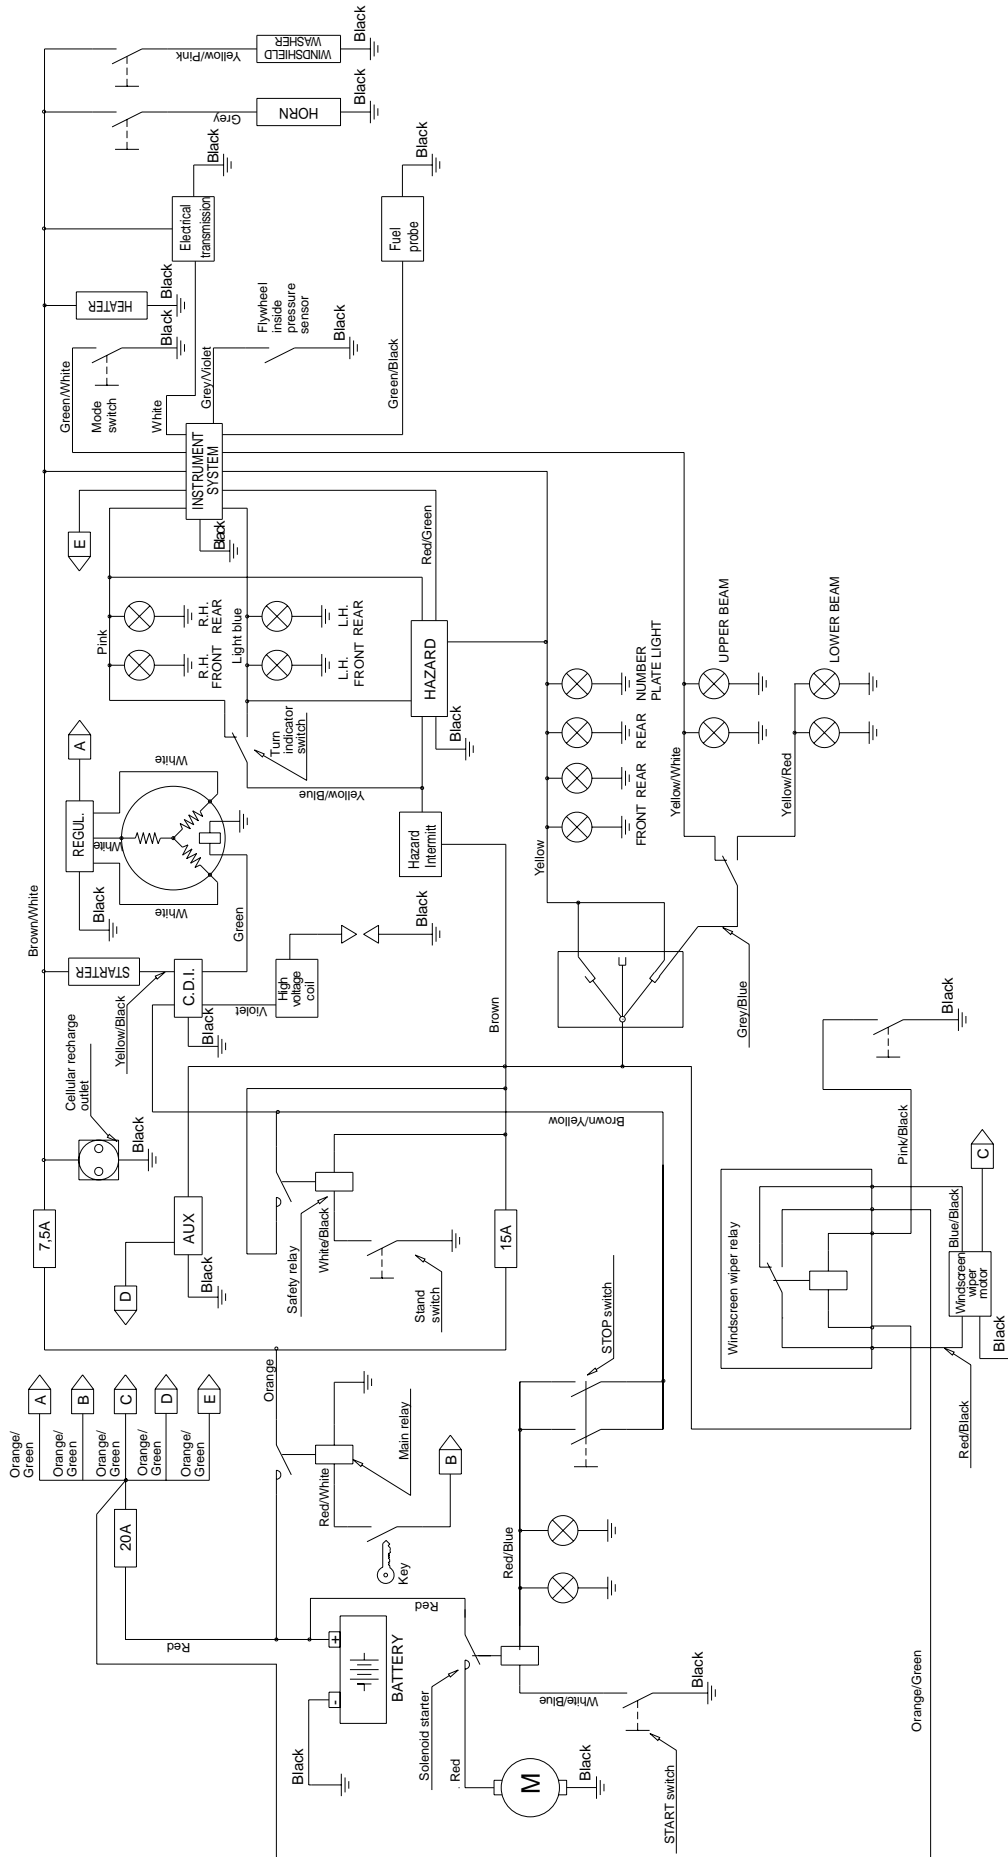 Orange/
Green
A
Orange/
Green
B
Orange/
Green
C
Orange/
Green
D
Orange/
Green
E
20A
Red
BATTERY
+
-
Black
Red
Solenoid starter
Red
M
Black
White/Blue
START switch
Black
Red/Blue
STOP switch
Key
Red/White
Main relay
B
Orange
7,5A
15A
Brown/White
Cellular recharge
outlet
Black
D
AUX
Black
Safety relay
White/Black
Stand
switch
Brown/Yellow
Brown
STARTER
Yellow/Black
C.D.I.
Black
Violet
High
voltage
coil
Black
Green
REGUL.
A
Black
White
White
White
Turn
indicator
switch
Yellow/Blue
Hazard
Intermitt
HAZARD
Black
Red/Green
Pink
R.H.
FRONT
R.H.
REAR
Light blue
L.H.
FRONT
L.H.
REAR
E
INSTRUMENT
SYSTEM
Black
Green/White
Mode
switch
Black
White
Grey/Violet
Flywheel
inside
pressure
sensor
Black
Green/Black
HEATER
Black
Electrical
transmission
Black
Fuel
probe
Black
HORN
Grey
Black
WINDSHIELD
WASHER
Yellow/Pink
Black
Yellow
FRONT
REAR
REAR
NUMBER
PLATE LIGHT
Yellow/White
UPPER BEAM
Yellow/Red
LOWER BEAM
Grey/Blue
Windscreen wiper relay
Pink/Black
Black
Blue/Black
Windscreen
wiper
motor
C
Black
Red/Black
Orange/Green